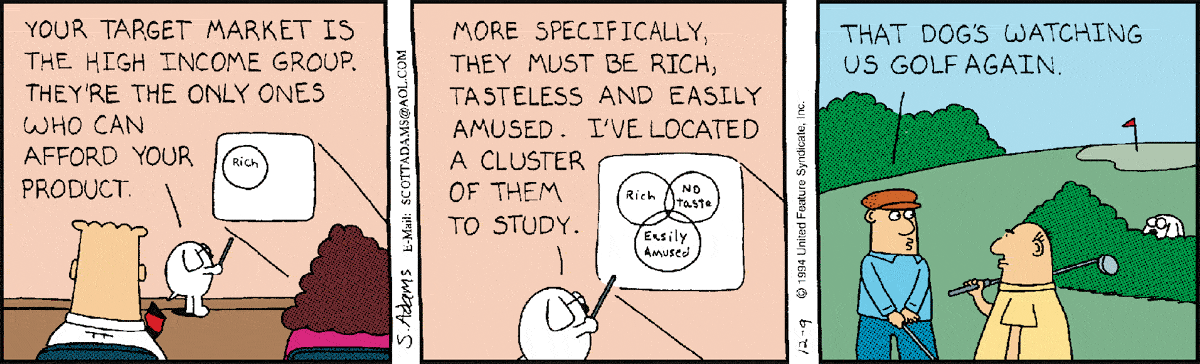 YOUR TARGET MARKET IS
THE HIGH INCOME GROUP.
THEY'RE THE ONLY ONES
WHO CAN
AFFORD YOUR
PRODUCT.
Rich
S. Adams E-Mail: SCOTTADAMS@AOL.COM
MORE SPECIFICALLY,
THEY MUST BE RICH,
TASTELESS AND EASILY
AMUSED. I'VE LOCATED
A CLUSTER
OF THEM
TO STUDY.
Rich
NO
taste
Easily
Amused
12-9 © 1994 United Feature Syndicate, Inc.
THAT DOG'S WATCHING
US GOLF AGAIN.